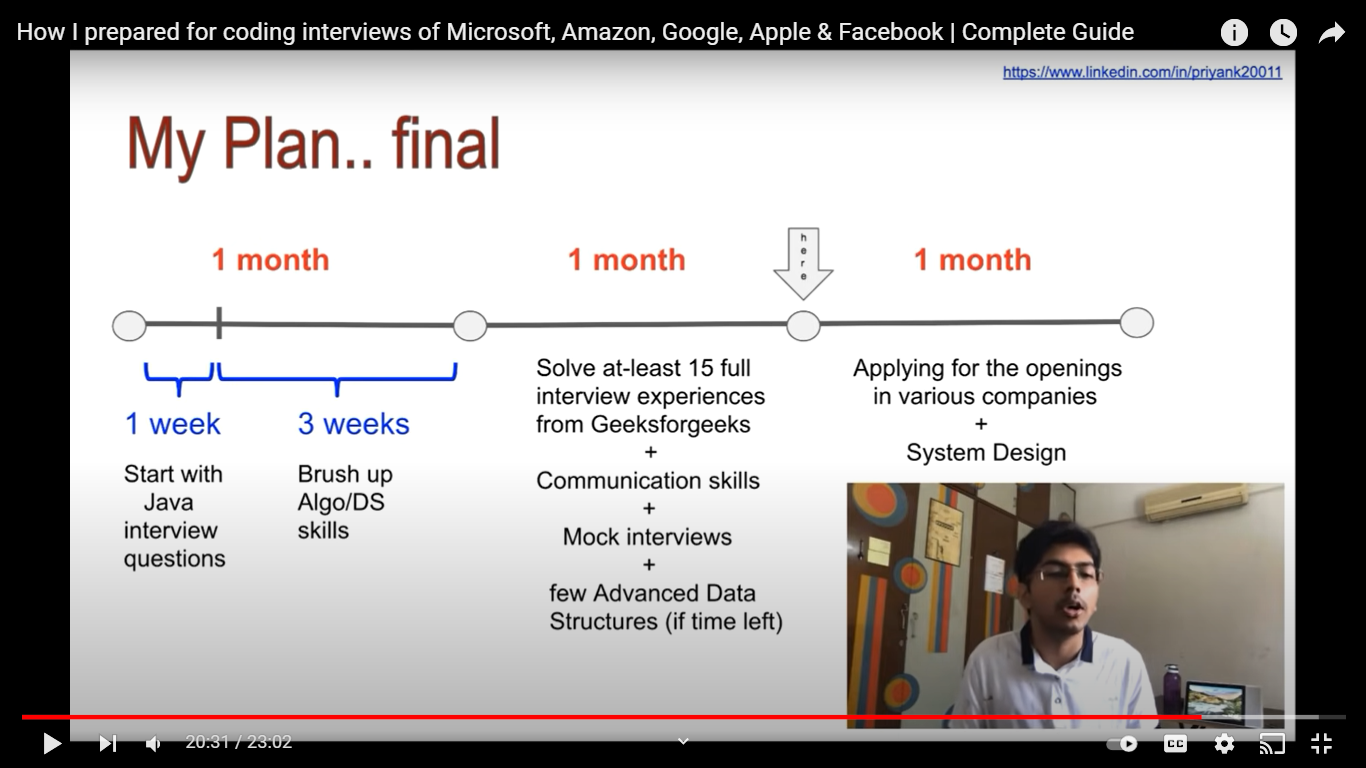 How I prepared for coding interviews of Microsoft, Amazon, Google, Apple & Facebook | Complete Guide
https://www.linkedin.com/in/priyank20011
My Plan.. final
1 month
1 month
here
1 month
1 week
Start with
Java
interview
questions
3 weeks
Brush up
Algo/DS
skills
Solve at-least 15 full
interview experiences
from Geeksforgeeks
+
Communication skills
+
Mock interviews
+
few Advanced Data
Structures (if time left)
Applying for the openings
in various companies
+
System Design
20:31 / 23:02
CC